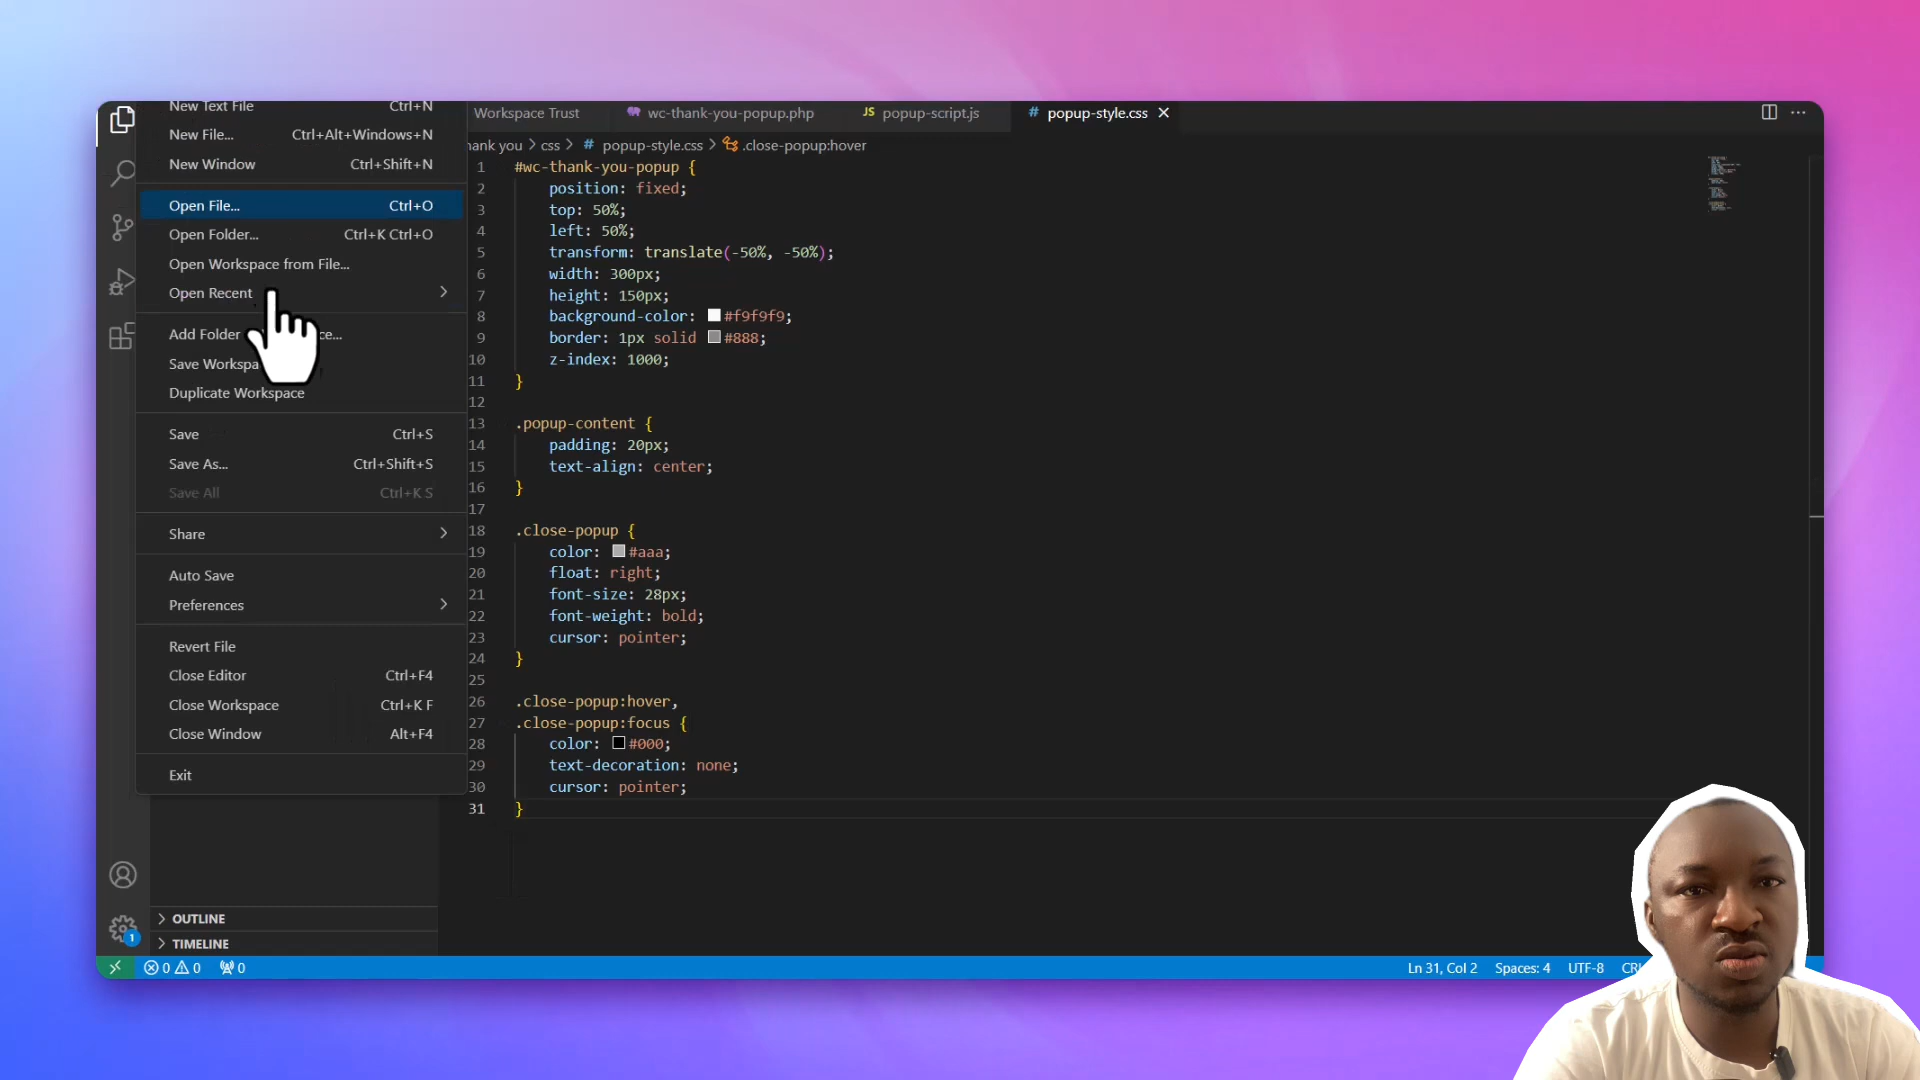 New Text File Ctrl+N
New File... Ctrl+Alt+Windows+N
New Window Ctrl+Shift+N
Open File... Ctrl+O
Open Folder... Ctrl+K Ctrl+O
Open Workspace from File...
Open Recent
Add Folder ce...
Save Workspa
Duplicate Workspace
Save Ctrl+S
Save As... Ctrl+Shift+S
Save All Ctrl+K S
Share
Auto Save
Preferences
Revert File
Close Editor Ctrl+F4
Close Workspace Ctrl+K F
Close Window Alt+F4
Exit
OUTLINE
TIMELINE
Workspace Trust wc-thank-you-popup.php JS popup-script.js # popup-style.css
hank you > css > # popup-style.css > .close-popup:hover
1 #wc-thank-you-popup {
2 position: fixed;
3 top: 50%;
4 left: 50%;
5 transform: translate(-50%, -50%);
6 width: 300px;
7 height: 150px;
8 background-color: #f9f9f9;
9 border: 1px solid #888;
10 z-index: 1000;
11 }
12
13 .popup-content {
14 padding: 20px;
15 text-align: center;
16 }
17
18 .close-popup {
19 color: #aaa;
20 float: right;
21 font-size: 28px;
22 font-weight: bold;
23 cursor: pointer;
24 }
25
26 .close-popup:hover,
27 .close-popup:focus {
28 color: #000;
29 text-decoration: none;
30 cursor: pointer;
31 }
1
0 0 0 Ln 31, Col 2 Spaces: 4 UTF-8 CR